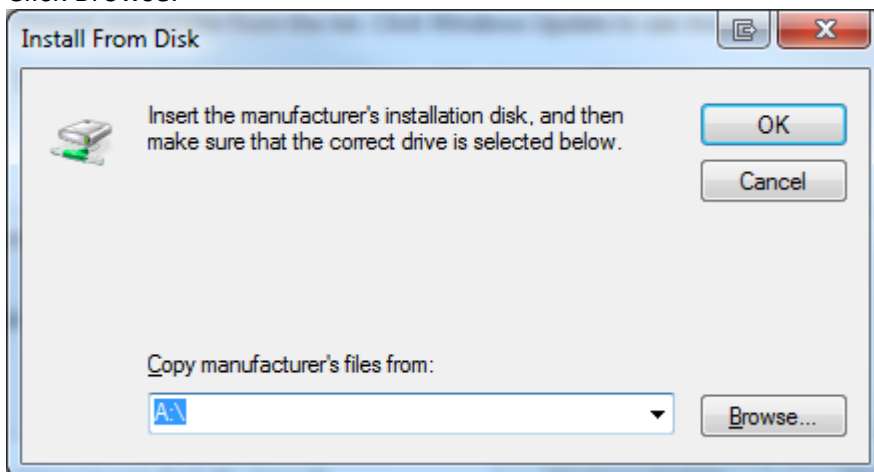 Install From Disk
Insert the manufacturer's installation disk, and then
make sure that the correct drive is selected below.
OK
Cancel
Copy manufacturer's files from:
A:\
Browse...